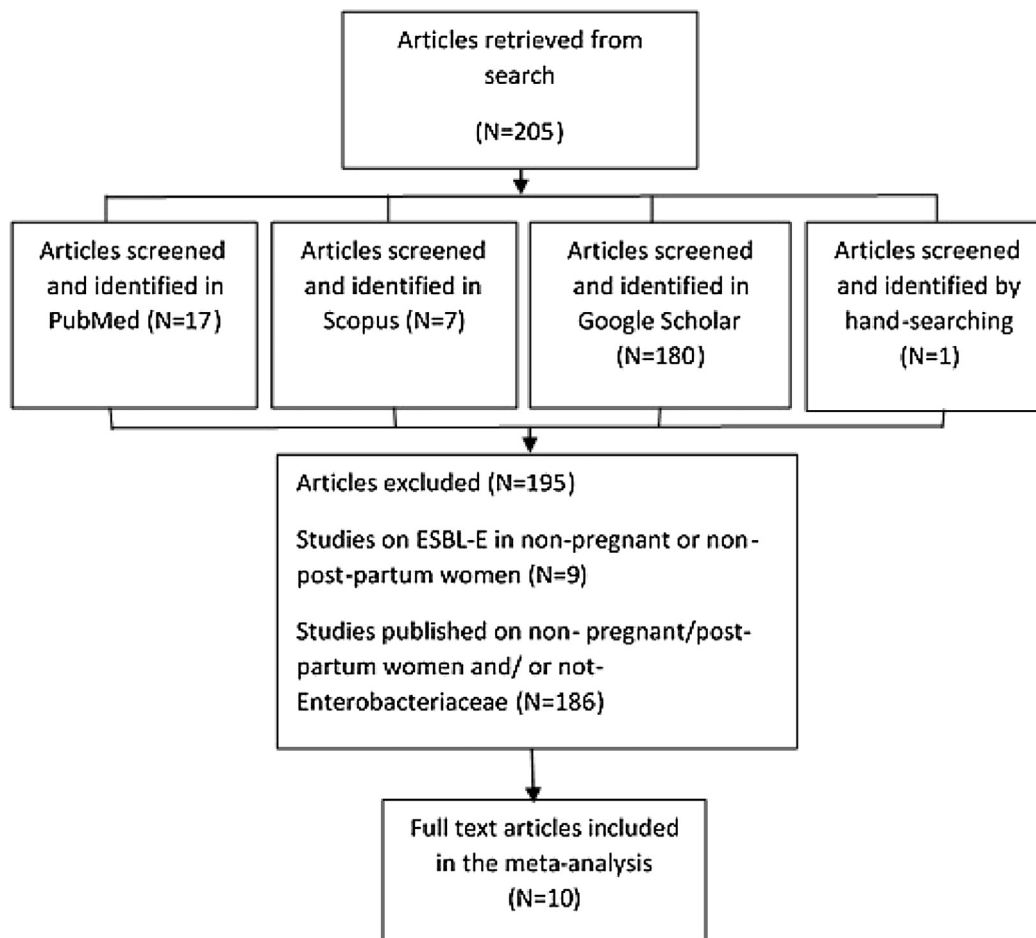 Articles retrieved from
search
(N=205)
Articles screened
and identified in
PubMed (N=17)
Articles screened
and identified in
Scopus (N=7)
Articles screened
and identified in
Google Scholar
(N=180)
Articles screened
and identified by
hand-searching
(N=1)
Articles excluded (N=195)
Studies on ESBL-E in non-pregnant or non-
post-partum women (N=9)
Studies published on non- pregnant/post-
partum women and/ or not-
Enterobacteriaceae (N=186)
Full text articles included
in the meta-analysis
(N=10)